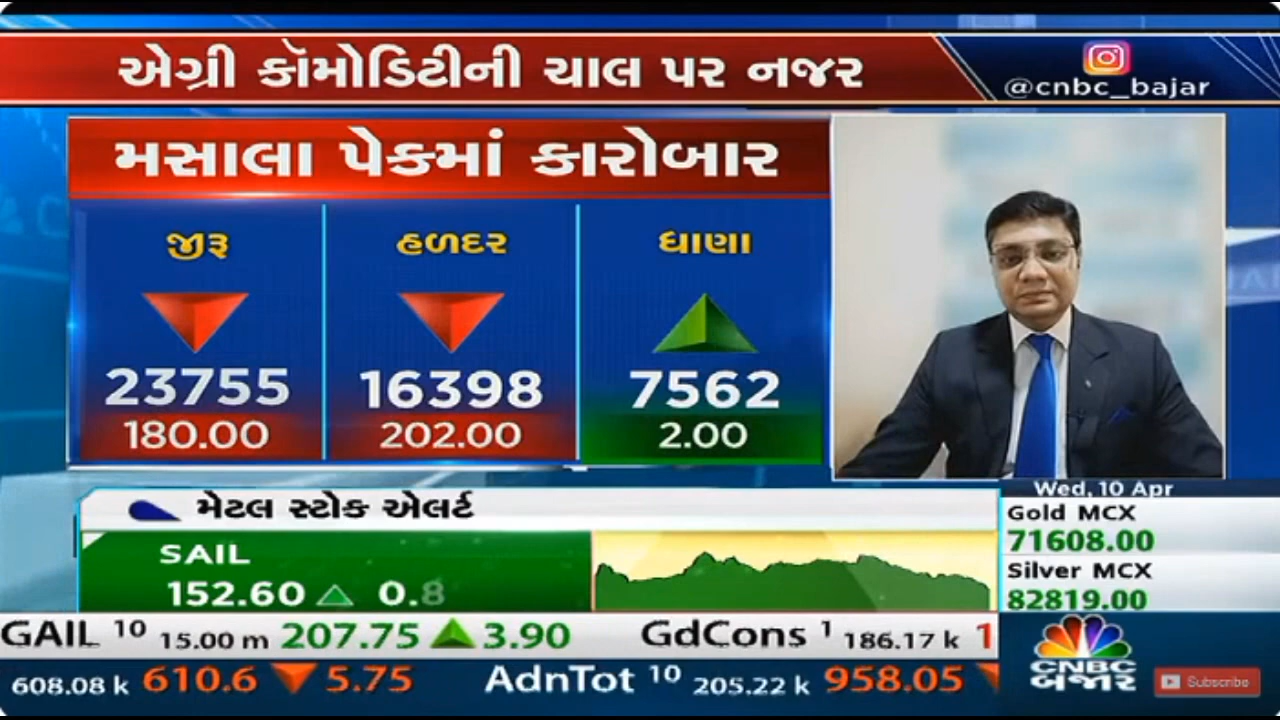 એગ્રી કૉમોડિટીની ચાલ પર નજર
@cnbc_bajar
મસાલા પેકમાં કારોબાર
જીરૂ હળદર ધાણા
23755 16398 7562
180.00 202.00 2.00
Wed, 10 Apr
મેટલ સ્ટોક એલર્ટ
Gold MCX
71608.00
SAIL
Silver MCX
152.60 0.8
82819.00
GAIL 10 15.00 m 207.75 3.90 GdCons 1 186.17 k 1
608.08 k 610.6 5.75 AdnTot 10 205.22 k 958.05
CNBC
બજાર
Subscribe